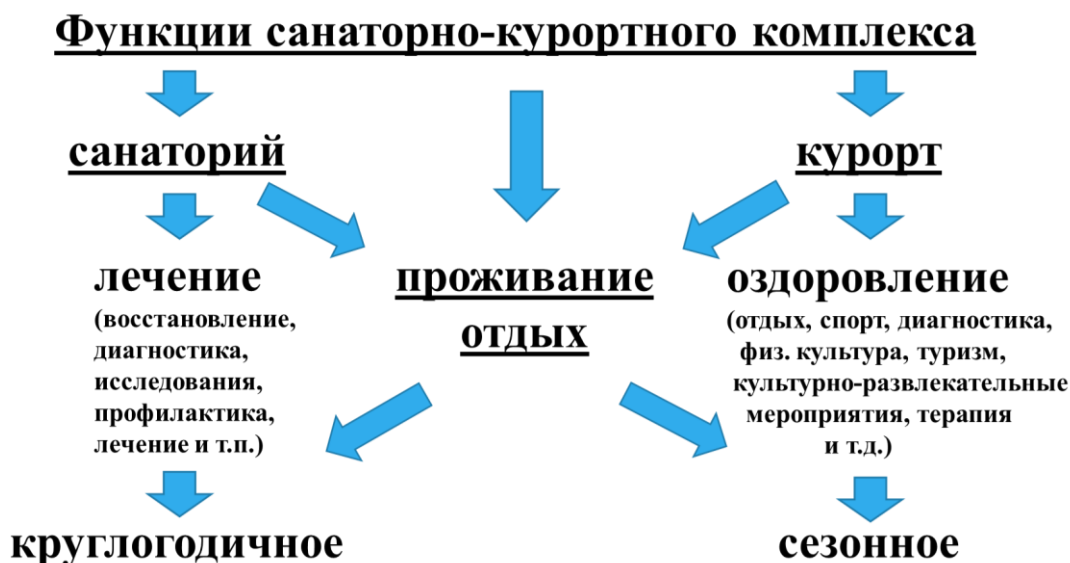 Функции санаторно-курортного комплекса
санаторий
курорт
лечение
(восстановление,
диагностика,
исследования,
профилактика,
лечение и т.п.)
проживание
отдых
оздоровление
(отдых, спорт, диагностика,
физ. культура, туризм,
культурно-развлекательные
мероприятия, терапия
и т.д.)
круглогодичное
сезонное